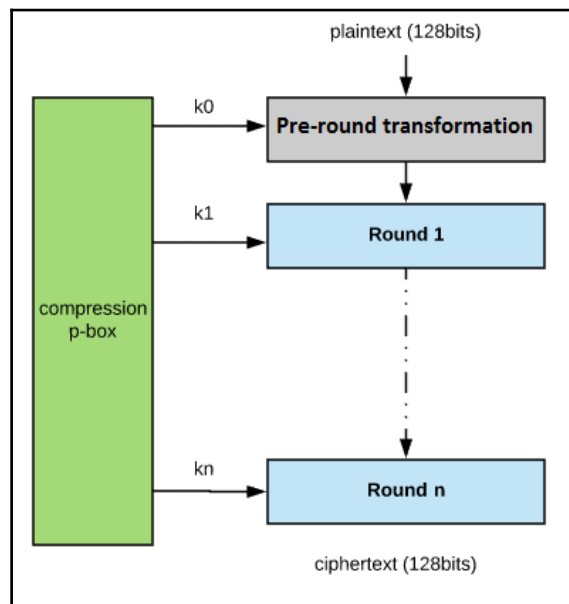 plaintext (128bits)
k0
Pre-round transformation
k1
Round 1
compression
p-box
kn
Round n
ciphertext (128bits)